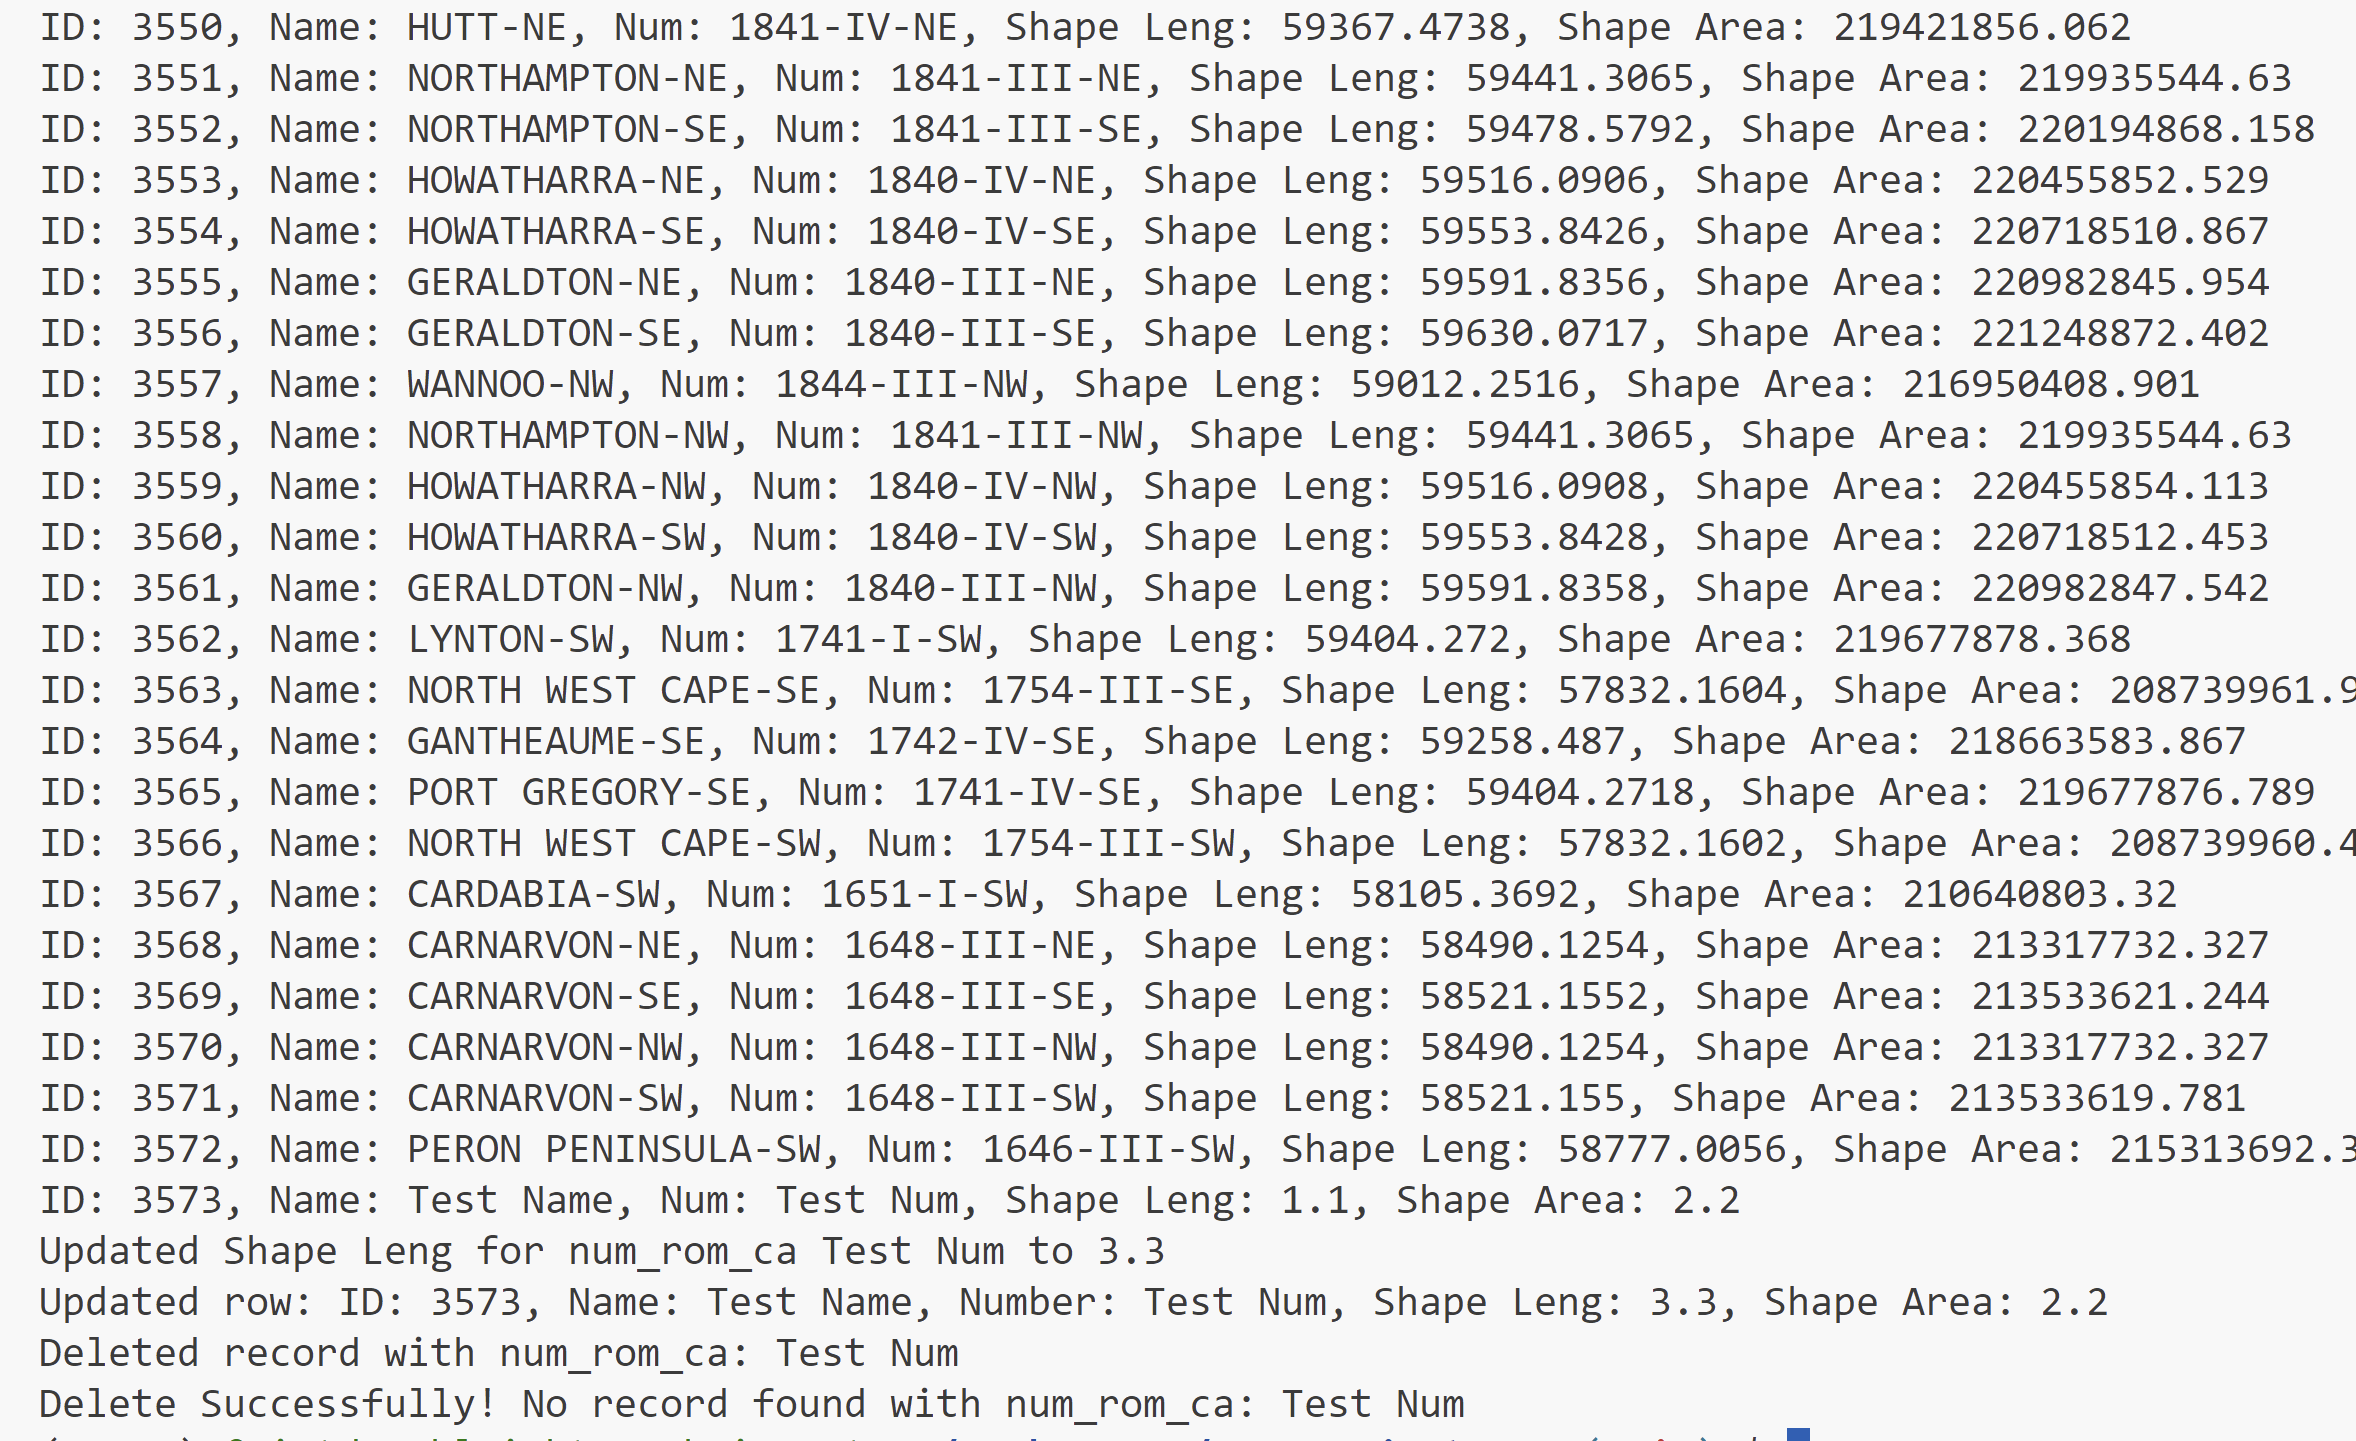 ID: 3550, Name: HUTT-NE, Num: 1841-IV-NE, Shape Leng: 59367.4738, Shape Area: 219421856.062
ID: 3551, Name: NORTHAMPTON-NE, Num: 1841-III-NE, Shape Leng: 59441.3065, Shape Area: 219935544.63
ID: 3552, Name: NORTHAMPTON-SE, Num: 1841-III-SE, Shape Leng: 59478.5792, Shape Area: 220194868.158
ID: 3553, Name: HOWATHARRA-NE, Num: 1840-IV-NE, Shape Leng: 59516.0906, Shape Area: 220455852.529
ID: 3554, Name: HOWATHARRA-SE, Num: 1840-IV-SE, Shape Leng: 59553.8426, Shape Area: 220718510.867
ID: 3555, Name: GERALDTON-NE, Num: 1840-III-NE, Shape Leng: 59591.8356, Shape Area: 220982845.954
ID: 3556, Name: GERALDTON-SE, Num: 1840-III-SE, Shape Leng: 59630.0717, Shape Area: 221248872.402
ID: 3557, Name: WANNOO-NW, Num: 1844-III-NW, Shape Leng: 59012.2516, Shape Area: 216950408.901
ID: 3558, Name: NORTHAMPTON-NW, Num: 1841-III-NW, Shape Leng: 59441.3065, Shape Area: 219935544.63
ID: 3559, Name: HOWATHARRA-NW, Num: 1840-IV-NW, Shape Leng: 59516.0908, Shape Area: 220455854.113
ID: 3560, Name: HOWATHARRA-SW, Num: 1840-IV-SW, Shape Leng: 59553.8428, Shape Area: 220718512.453
ID: 3561, Name: GERALDTON-NW, Num: 1840-III-NW, Shape Leng: 59591.8358, Shape Area: 220982847.542
ID: 3562, Name: LYNTON-SW, Num: 1741-I-SW, Shape Leng: 59404.272, Shape Area: 219677878.368
ID: 3563, Name: NORTH WEST CAPE-SE, Num: 1754-III-SE, Shape Leng: 57832.1604, Shape Area: 208739961.9
ID: 3564, Name: GANTHEAUME-SE, Num: 1742-IV-SE, Shape Leng: 59258.487, Shape Area: 218663583.867
ID: 3565, Name: PORT GREGORY-SE, Num: 1741-IV-SE, Shape Leng: 59404.2718, Shape Area: 219677876.789
ID: 3566, Name: NORTH WEST CAPE-SW, Num: 1754-III-SW, Shape Leng: 57832.1602, Shape Area: 208739960.4
ID: 3567, Name: CARDABIA-SW, Num: 1651-I-SW, Shape Leng: 58105.3692, Shape Area: 210640803.32
ID: 3568, Name: CARNARVON-NE, Num: 1648-III-NE, Shape Leng: 58490.1254, Shape Area: 213317732.327
ID: 3569, Name: CARNARVON-SE, Num: 1648-III-SE, Shape Leng: 58521.1552, Shape Area: 213533621.244
ID: 3570, Name: CARNARVON-NW, Num: 1648-III-NW, Shape Leng: 58490.1254, Shape Area: 213317732.327
ID: 3571, Name: CARNARVON-SW, Num: 1648-III-SW, Shape Leng: 58521.155, Shape Area: 213533619.781
ID: 3572, Name: PERON PENINSULA-SW, Num: 1646-III-SW, Shape Leng: 58777.0056, Shape Area: 215313692.3
ID: 3573, Name: Test Name, Num: Test Num, Shape Leng: 1.1, Shape Area: 2.2
Updated Shape Leng for num_rom_ca Test Num to 3.3
Updated row: ID: 3573, Name: Test Name, Number: Test Num, Shape Leng: 3.3, Shape Area: 2.2
Deleted record with num_rom_ca: Test Num
Delete Successfully! No record found with num_rom_ca: Test Num